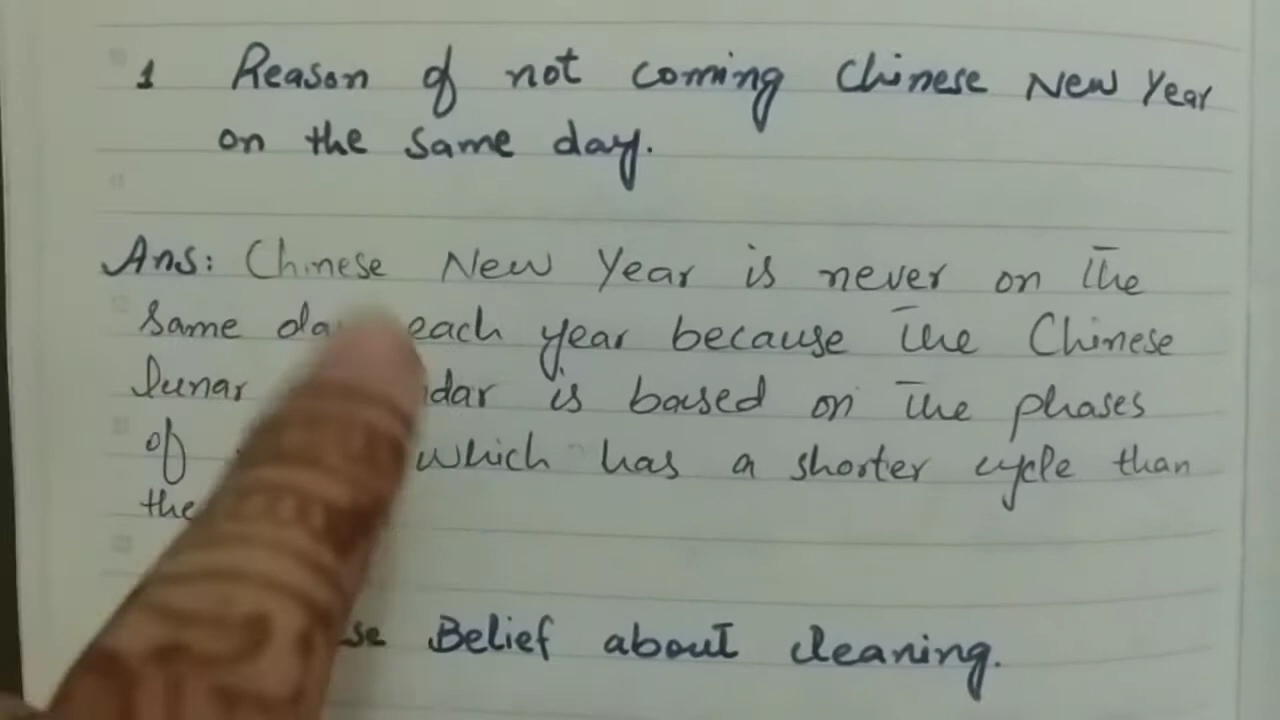 1 Reason of not coming Chinese New Year
on the same day.
Ans: Chinese New Year is never on the
same each year because the Chinese
lunar is based on the phases
of which has a shorter cycle than
the
Belief about cleaning.